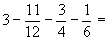 3 - 11/12 - 3/4 - 1/6 =